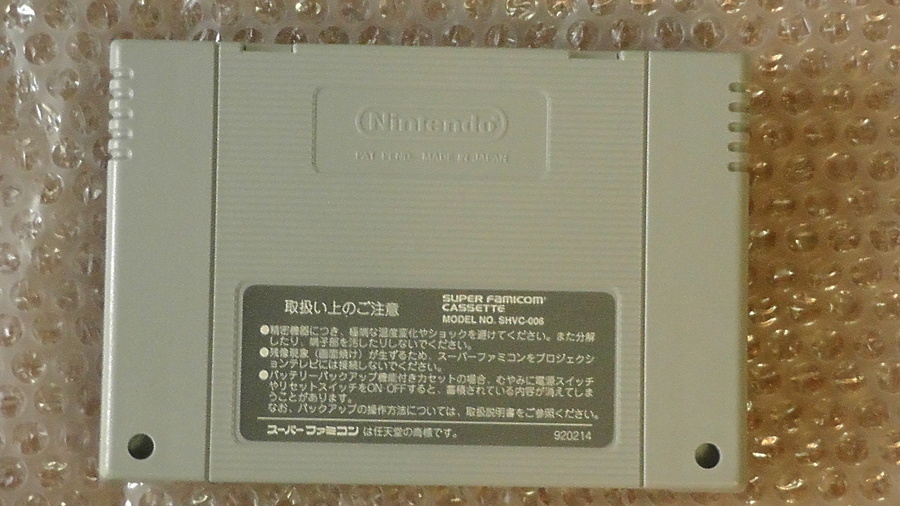 Nintendo
PAT. PEND. MADE IN JAPAN
取扱い上のご注意
SUPER Famicom
CASSETTE
MODEL NO. SHVC-006
●精密機器につき、極端な温度変化やショックを避けてください。また分解
したり、端子部を汚したりしないでください。
●残像現象（画面焼け）が生ずるため、スーパーファミコンをプロジェクシ
ョンテレビには接続しないでください。
●バッテリーバックアップ機能付きカセットの場合、むやみに電源スイッチ
やリセットスイッチをON OFFすると、蓄積されている内容が消えてしま
うことがあります。
なお、バックアップの操作方法については、取扱説明書をご参照ください。
スーパーファミコン は任天堂の商標です。
920214